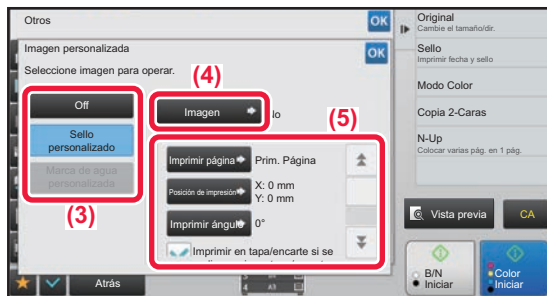 Otros
OK
Imagen personalizada
OK
Seleccione imagen para operar.
(4)
Off
Imagen
No
(5)
Sello
personalizado
Marca de agua
personalizada
(3)
Imprimir página
Prim. Página
Posición de impresión
X: 0 mm
Y: 0 mm
Imprimir ángulo
0°
Imprimir en tapa/encarte si se
Atrás
Original
Cambie el tamaño/dir.
Sello
Imprimir fecha y sello
Modo Color
Copia 2-Caras
N-Up
Colocar varias pág. en 1 pág.
Vista previa
CA
B/N
Iniciar
Color
Iniciar